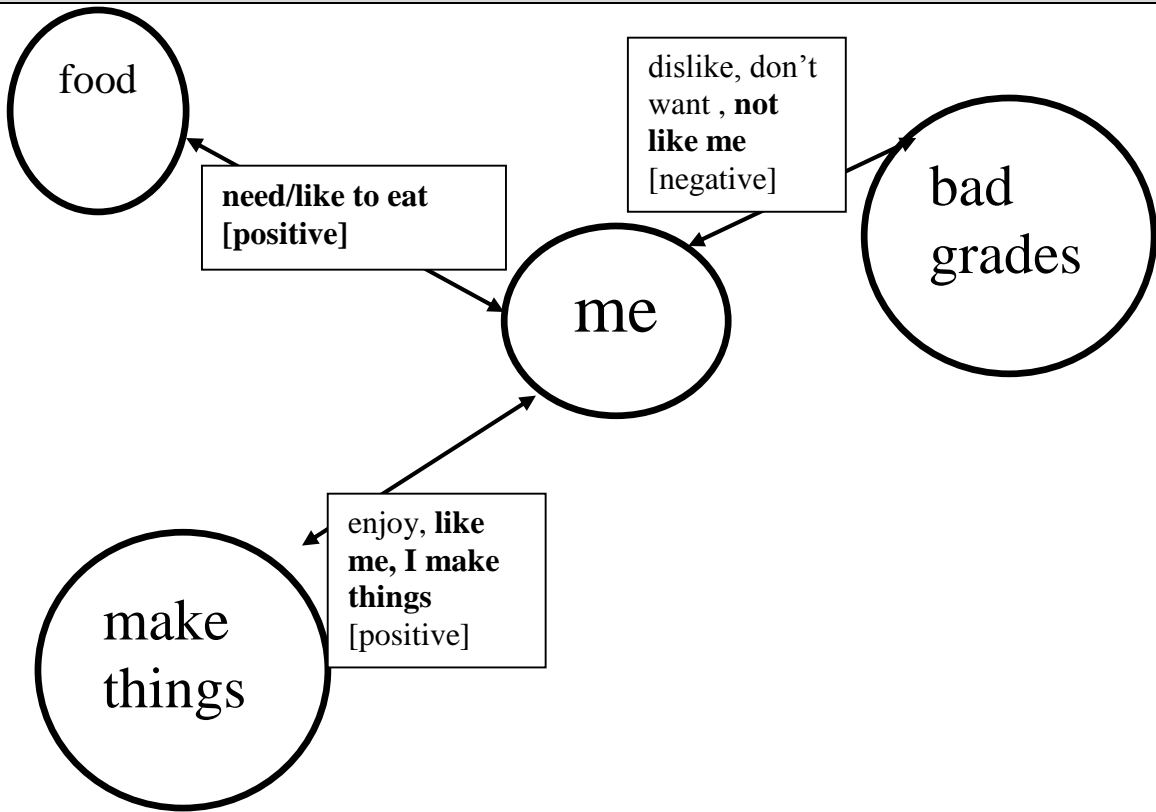 food
dislike, don’t
want , not
like me
[negative]
need/like to eat
[positive]
bad
grades
me
enjoy, like
me, I make
things
[positive]
make
things